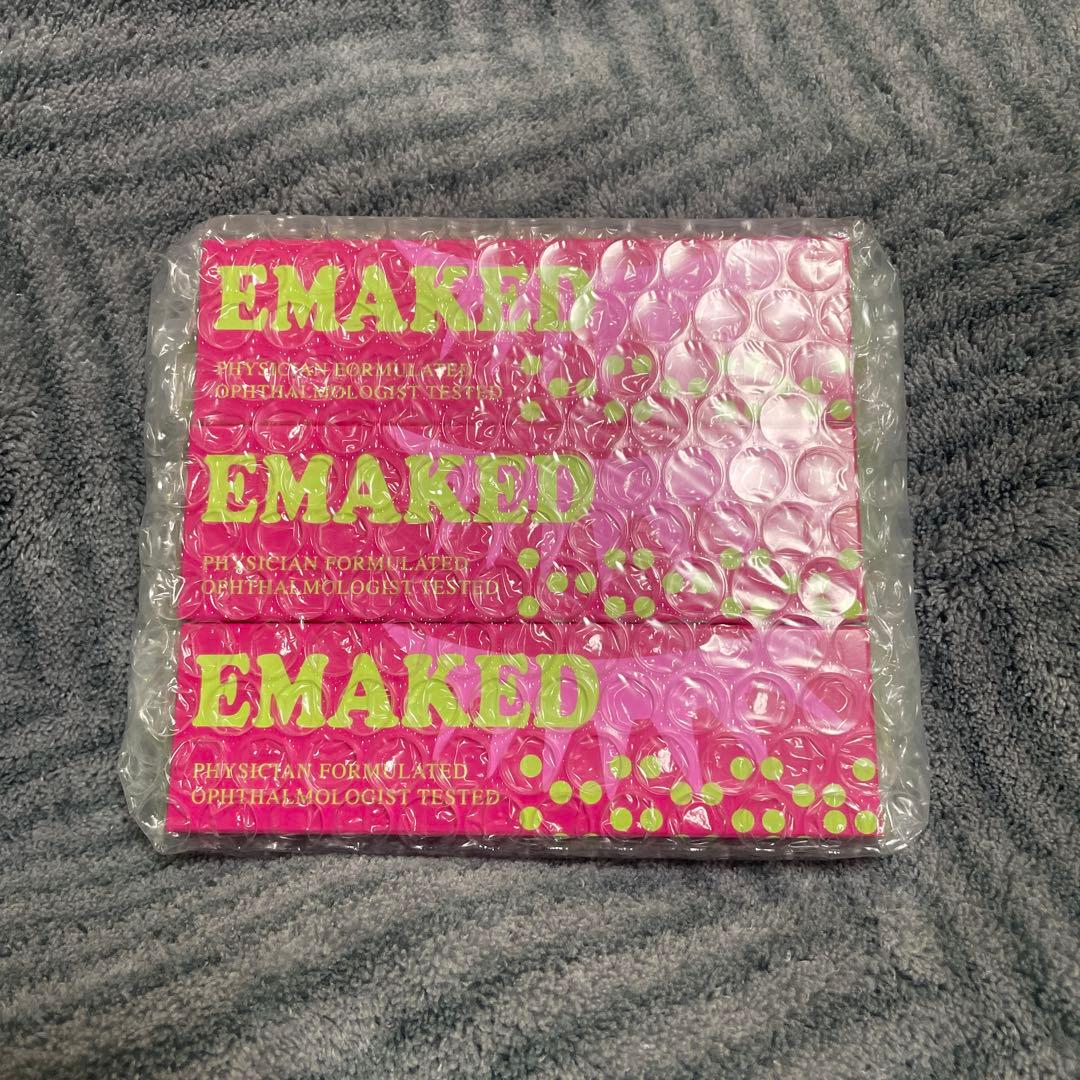 EMAKED
PHYSICIAN FORMULATED
OPHTHALMOLOGIST TESTED
EMAKED
PHYSICIAN FORMULATED
OPHTHALMOLOGIST TESTED
EMAKED
PHYSICIAN FORMULATED
OPHTHALMOLOGIST TESTED